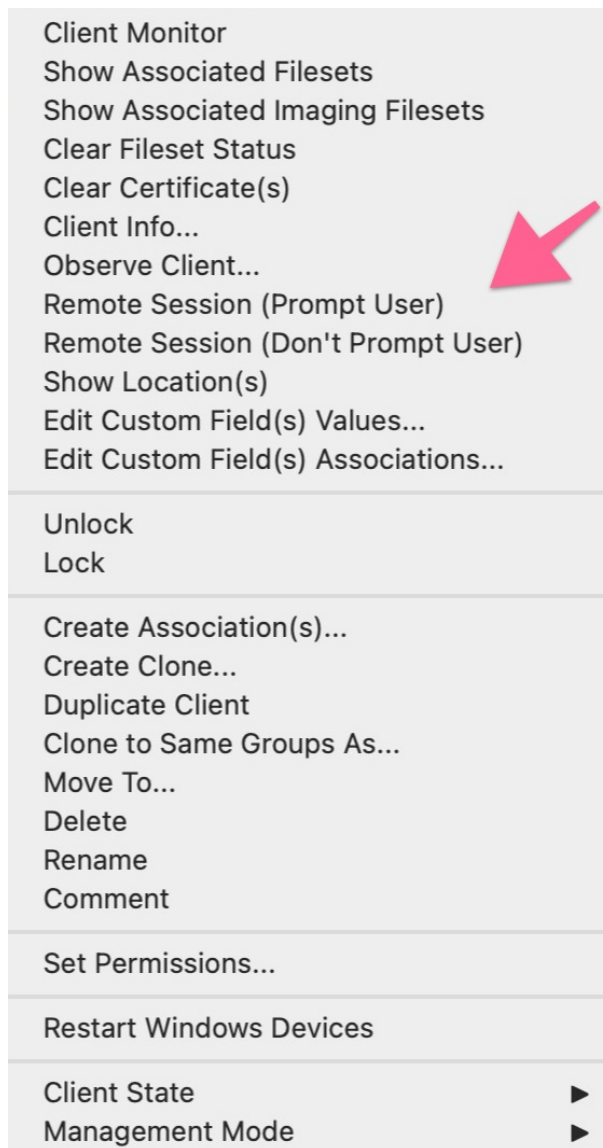 Client Monitor
Show Associated Filesets
Show Associated Imaging Filesets
Clear Fileset Status
Clear Certificate(s)
Client Info...
Observe Client...
Remote Session (Prompt User)
Remote Session (Don't Prompt User)
Show Location(s)
Edit Custom Field(s) Values...
Edit Custom Field(s) Associations...
Unlock
Lock
Create Association(s)...
Create Clone...
Duplicate Client
Clone to Same Groups As...
Move To...
Delete
Rename
Comment
Set Permissions...
Restart Windows Devices
Client State
Management Mode